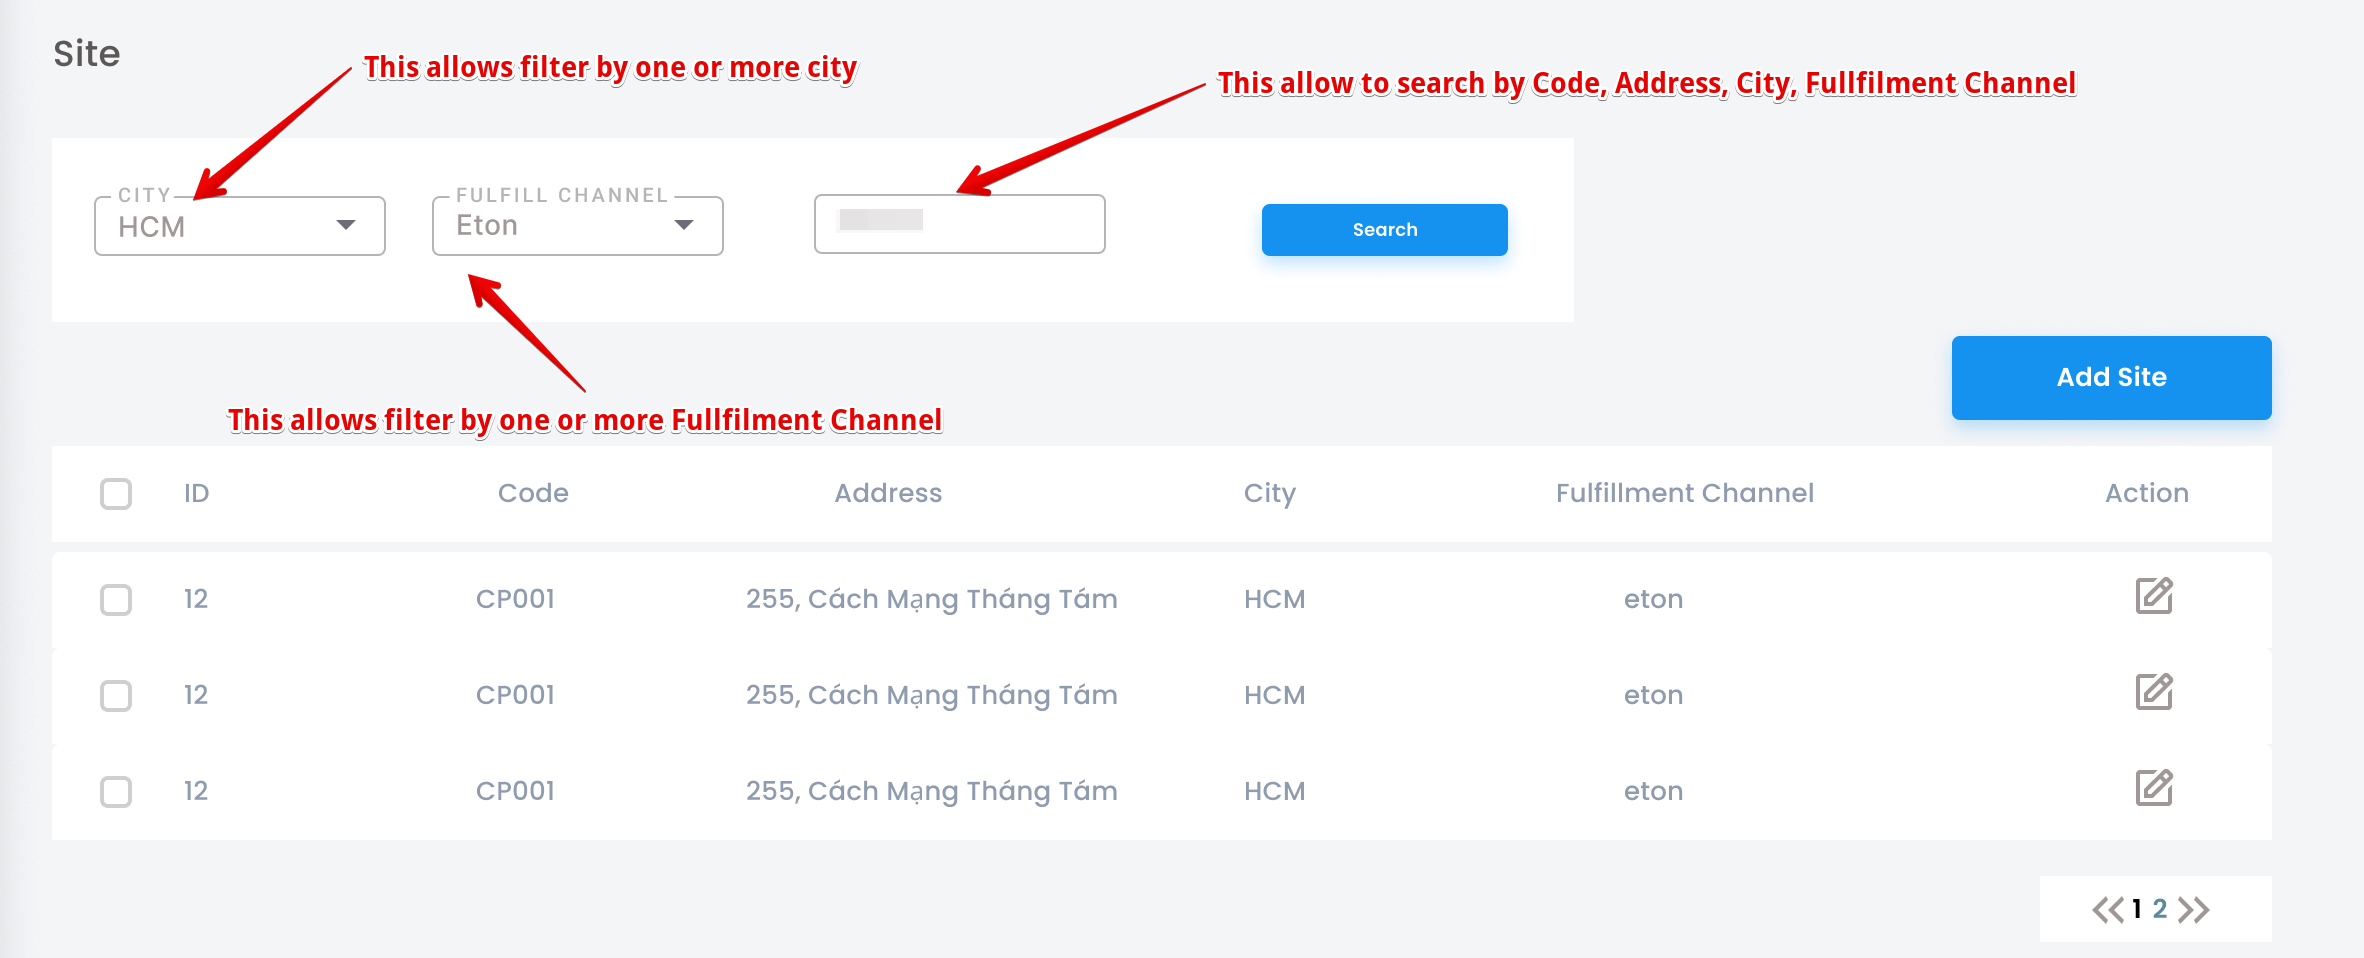 Site
This allows filter by one or more city
This allow to search by Code, Address, City, Fullfilment Channel
CITY
HCM
FULFILL CHANNEL
Eton
Search
Add Site
This allows filter by one or more Fullfilment Channel
ID Code Address City Fulfillment Channel Action
12 CP001 255, Cách Mạng Tháng Tám HCM eton
12 CP001 255, Cách Mạng Tháng Tám HCM eton
12 CP001 255, Cách Mạng Tháng Tám HCM eton
1 2